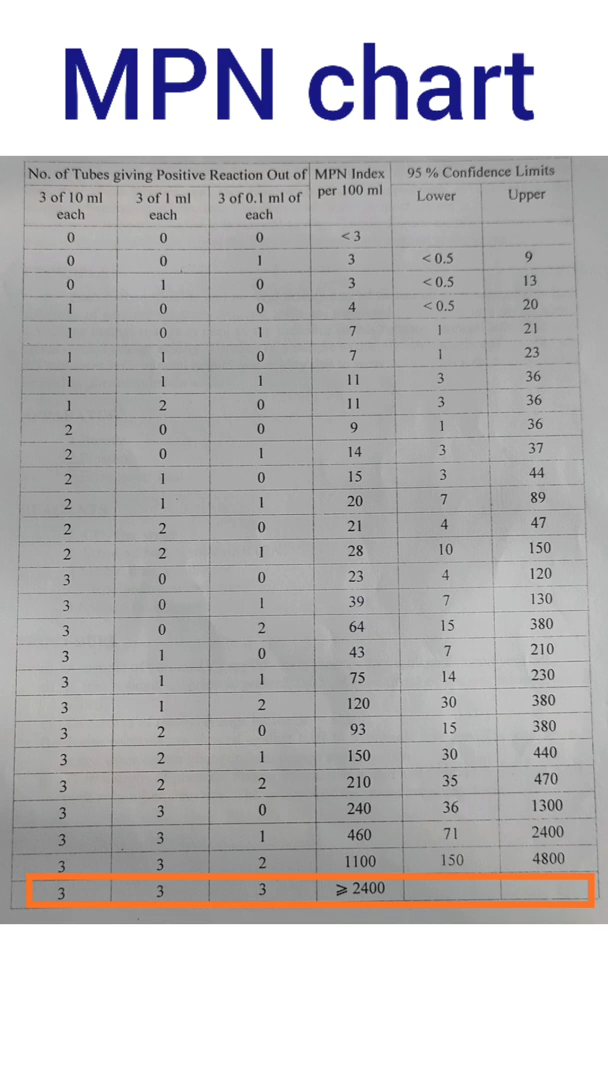 MPN chart
No. of Tubes giving Positive Reaction Out of MPN Index per 100 ml 95 % Confidence Limits
3 of 10 ml each 3 of 1 ml each 3 of 0.1 ml of each Lower Upper
0 0 0 < 3
0 0 1 3 < 0.5 9
0 1 0 3 < 0.5 13
1 0 0 4 < 0.5 20
1 0 1 7 1 21
1 1 0 7 1 23
1 1 1 11 3 36
1 2 0 11 3 36
2 0 0 9 1 36
2 0 1 14 3 37
2 1 0 15 3 44
2 1 1 20 7 89
2 2 0 21 4 47
2 2 1 28 10 150
3 0 0 23 4 120
3 0 1 39 7 130
3 0 2 64 15 380
3 1 0 43 7 210
3 1 1 75 14 230
3 1 2 120 30 380
3 2 0 93 15 380
3 2 1 150 30 440
3 2 2 210 35 470
3 3 0 240 36 1300
3 3 1 460 71 2400
3 3 2 1100 150 4800
3 3 3 ⩾ 2400